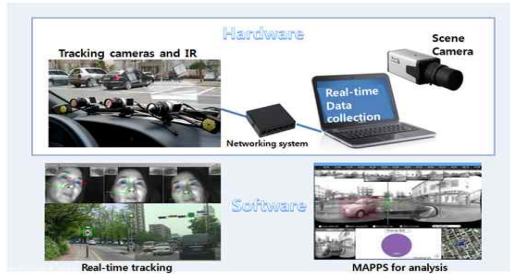 Hardware
Scene
Camera
Tracking cameras and IR
Real-time
Data
collection
Networking system
Software
Real-time tracking
MAPPS for analysis